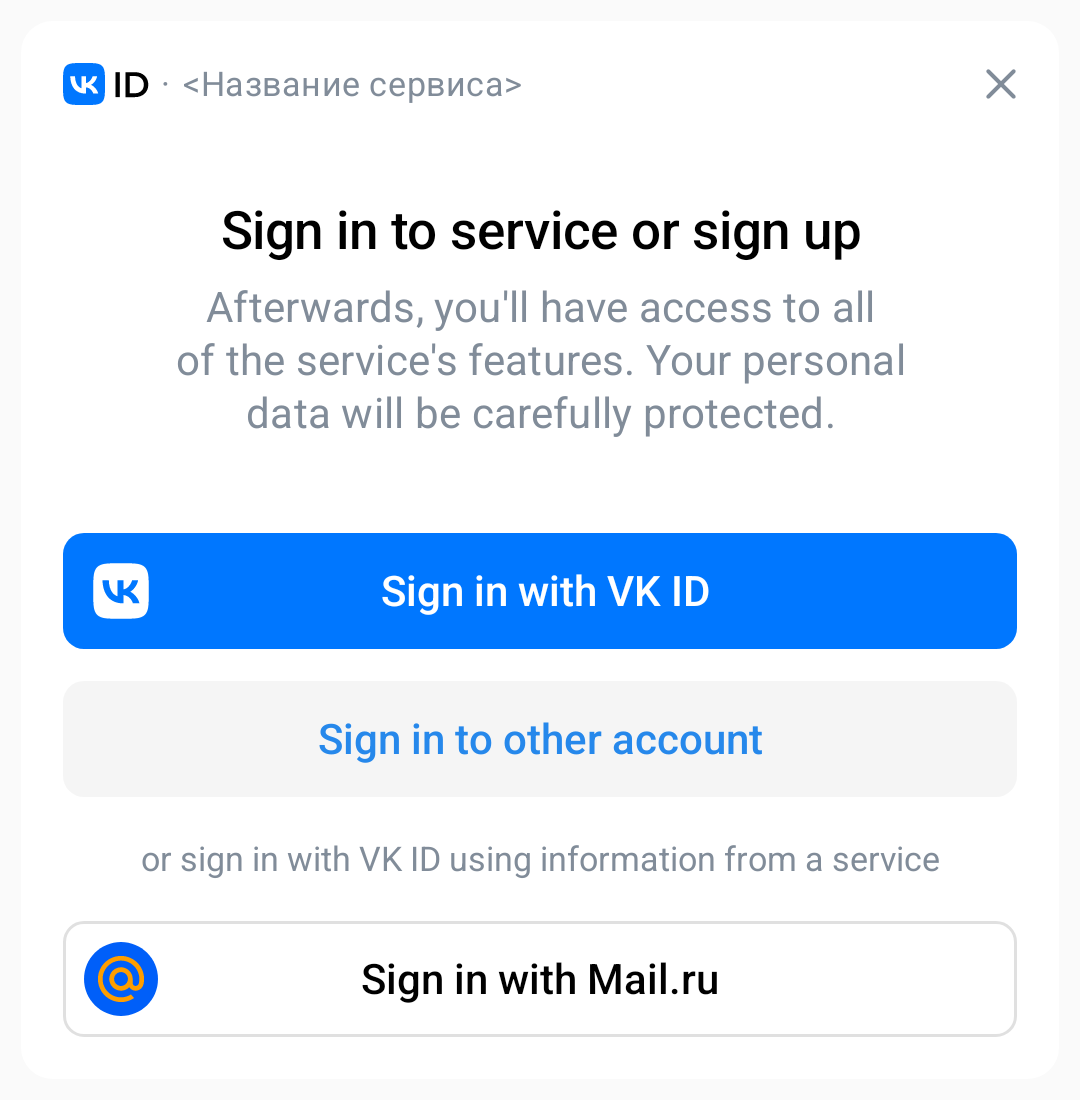 VK ID · <Название сервиса>
Sign in to service or sign up
Afterwards, you'll have access to all
of the service's features. Your personal
data will be carefully protected.
VK Sign in with VK ID
Sign in to other account
or sign in with VK ID using information from a service
@ Sign in with Mail.ru